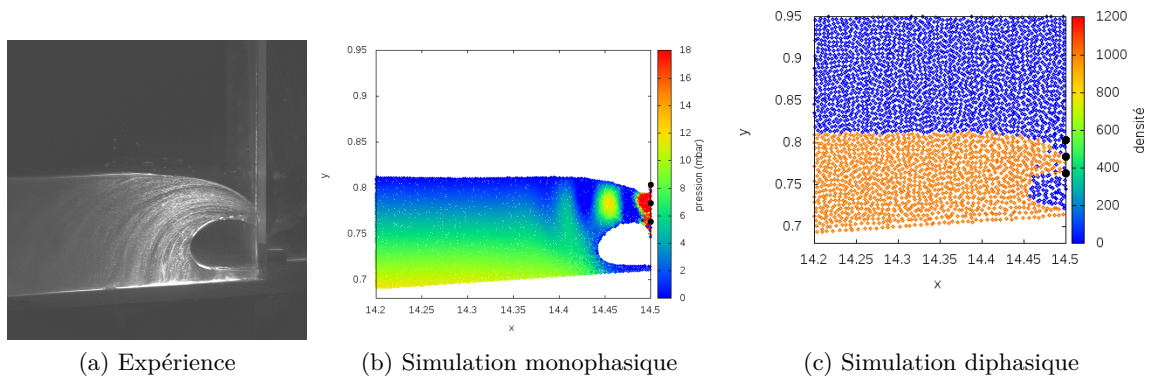 0.95
0.9
0.85
0.8
0.75
0.7
y
14.2 14.25 14.3 14.35 14.4 14.45 14.5
x
18
16
14
12
10
8
6
4
2
0
pression (mbar)
0.95
0.9
0.85
0.8
0.75
0.7
y
14.2 14.25 14.3 14.35 14.4 14.45 14.5
x
1200
1000
800
600
400
200
0
densité
(a) Expérience
(b) Simulation monophasique
(c) Simulation diphasique